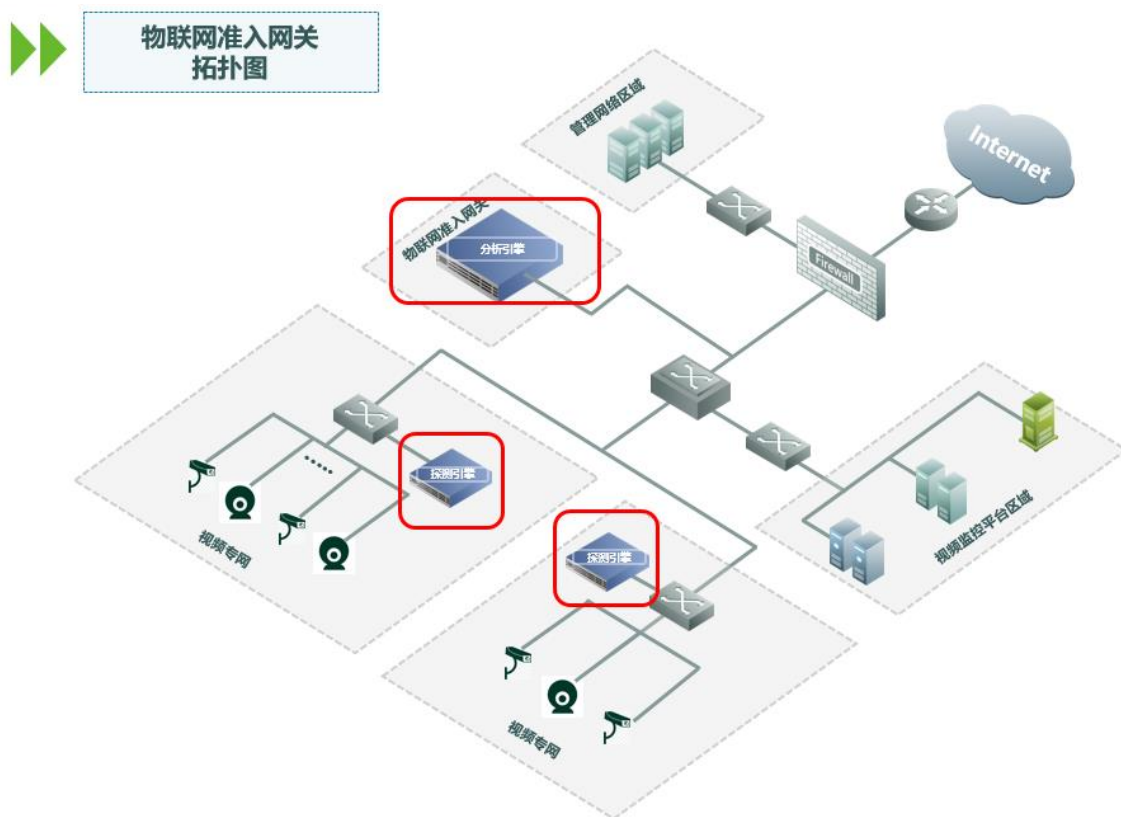 物联网准入网关
拓扑图
管理网络区域
Internet
物联网准入网关
分析引擎
Firewall
探测引擎
视频专网
探测引擎
视频监控平台区域
视频专网